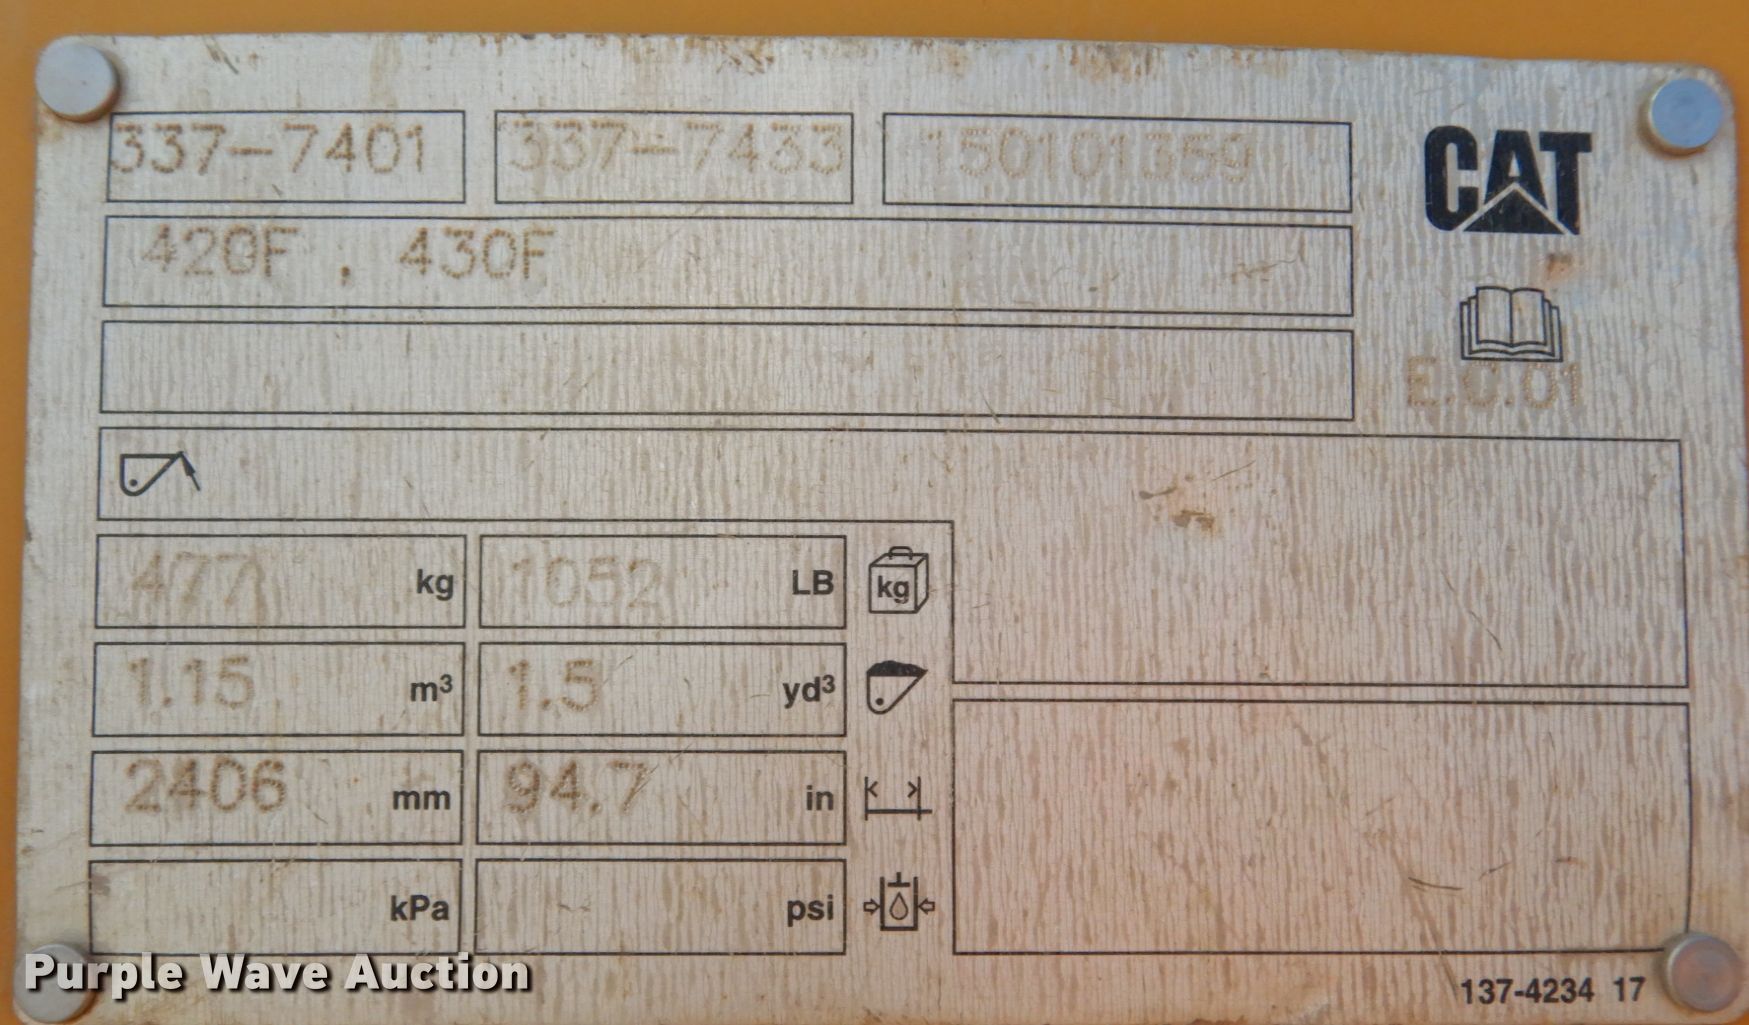 337-7401 337-7433 150101359
CAT
420F , 430F
E.C.01
477 kg 1052 LB kg
1.15 m³ 1.5 yd³
2406 mm 94.7 in
kPa psi
Purple Wave Auction
137-4234 17